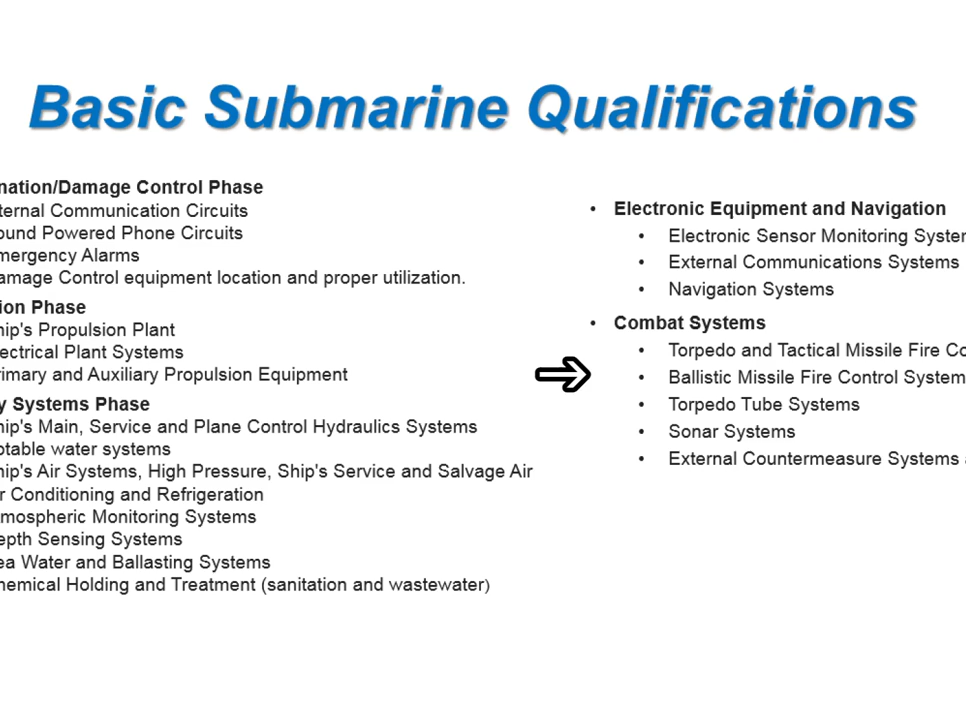 Basic Submarine Qualifications
nation/Damage Control Phase
ternal Communication Circuits
ound Powered Phone Circuits
mergency Alarms
amage Control equipment location and proper utilization.
ion Phase
hip's Propulsion Plant
lectrical Plant Systems
rimary and Auxiliary Propulsion Equipment
y Systems Phase
hip's Main, Service and Plane Control Hydraulics Systems
otable water systems
hip's Air Systems, High Pressure, Ship's Service and Salvage Air
r Conditioning and Refrigeration
mospheric Monitoring Systems
epth Sensing Systems
ea Water and Ballasting Systems
hemical Holding and Treatment (sanitation and wastewater)
• Electronic Equipment and Navigation
• Electronic Sensor Monitoring System
• External Communications Systems
• Navigation Systems
• Combat Systems
• Torpedo and Tactical Missile Fire Co
• Ballistic Missile Fire Control System
• Torpedo Tube Systems
• Sonar Systems
• External Countermeasure Systems a